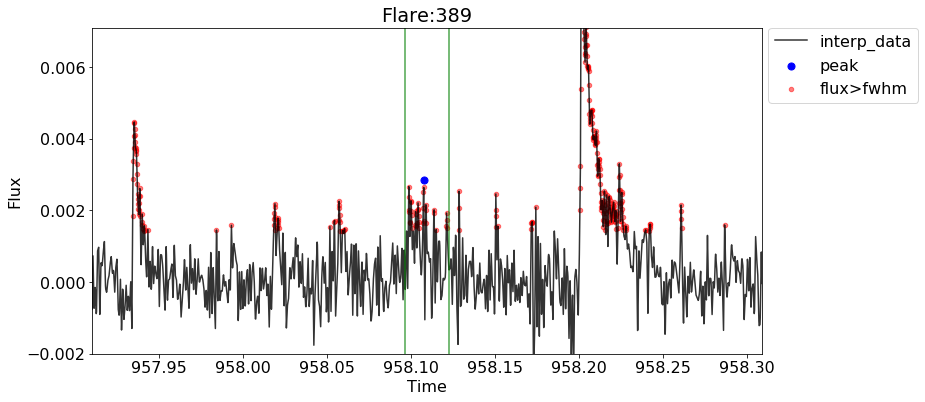 Flare:389
interp_data
peak
flux>fwhm
0.006
0.004
0.002
0.000
−0.002
Flux
957.95 958.00 958.05 958.10 958.15 958.20 958.25 958.30
Time